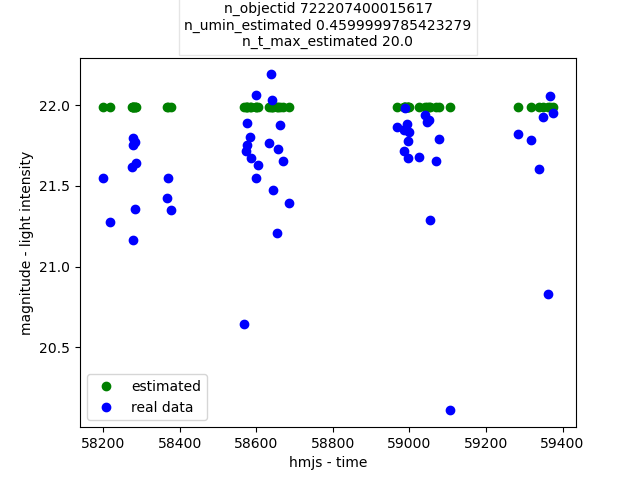 n_objectid 722207400015617
n_umin_estimated 0.4599999785423279
n_t_max_estimated 20.0
magnitude - light intensity
22.0
21.5
21.0
20.5
estimated
real data
58200 58400 58600 58800 59000 59200 59400
hmjs - time